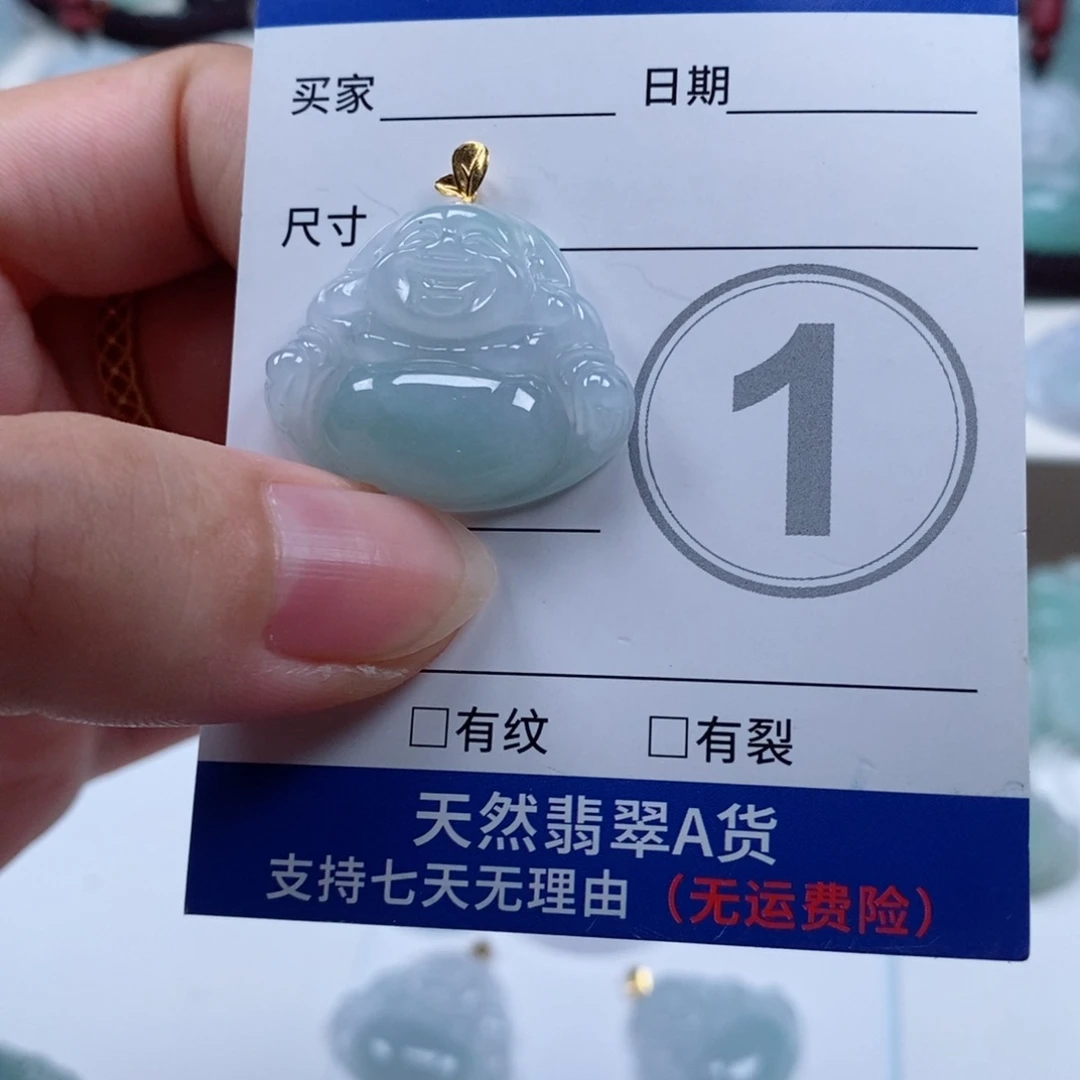 买家 日期
尺寸
1
□有纹 □有裂
天然翡翠A货
支持七天无理由（无运费险）